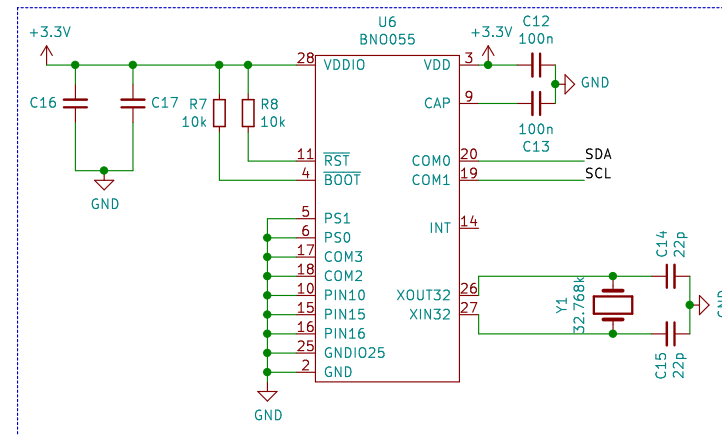 U6
BNO055
+3.3V
+3.3V
C12
100n
GND
100n
C13
C16
C17
R7
10k
R8
10k
GND
28
VDDIO
VDD
3
CAP
9
11
RST
4
BOOT
COM0
20
SDA
COM1
19
SCL
5
PS1
6
PS0
INT
14
17
COM3
18
COM2
10
PIN10
15
PIN15
16
PIN16
25
GNDIO25
2
GND
XOUT32
26
XIN32
27
GND
Y1
32.768k
C14
22p
C15
22p
GND